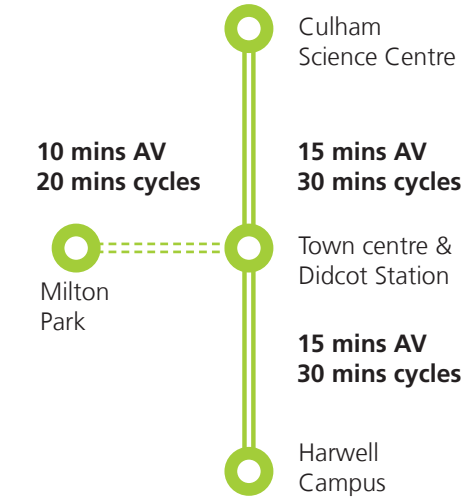 Culham
Science Centre
10 mins AV
20 mins cycles
15 mins AV
30 mins cycles
Town centre &
Didcot Station
Milton
Park
15 mins AV
30 mins cycles
Harwell
Campus